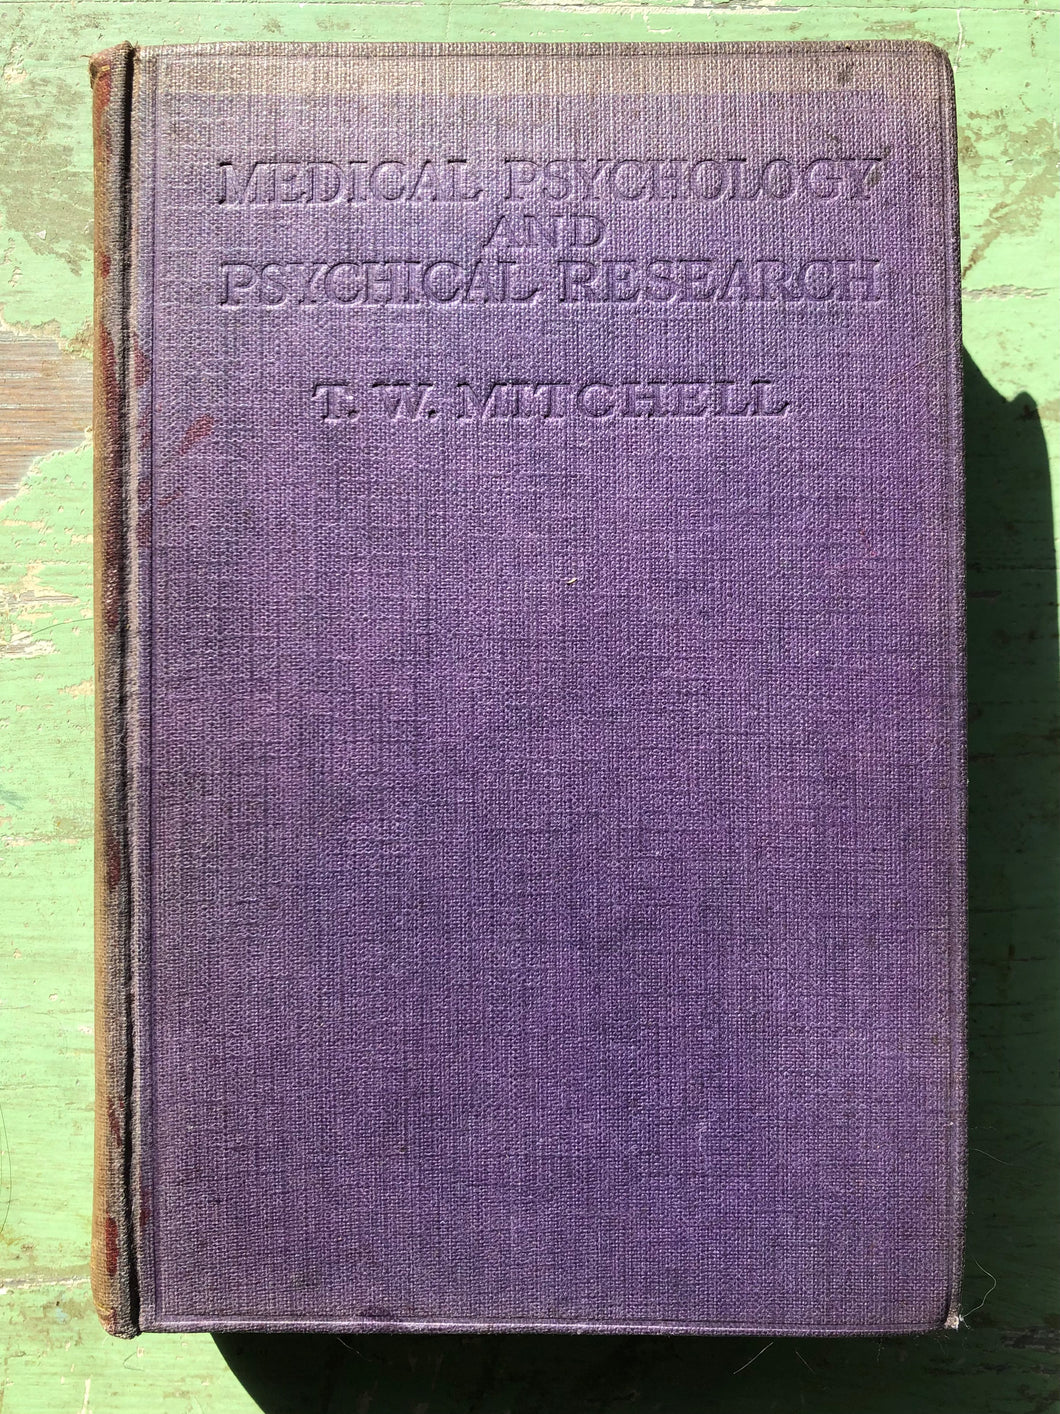 MEDICAL PSYCHOLOGY
AND
PSYCHICAL RESEARCH
T. W. MITCHELL